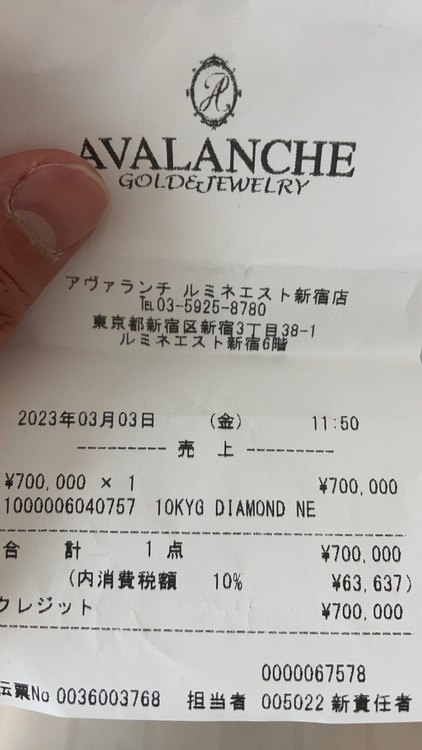 AVALANCHE
GOLD&JEWELRY
アヴァランチ ルミネエスト新宿店
℡03-5925-8780
東京都新宿区新宿3丁目38-1
ルミネエスト新宿6階
2023年03月03日 (金) 11:50
-------- 売 上 --------
¥700,000 × 1 ¥700,000
1000006040757 10KYG DIAMOND NE
合 計 1 点 ¥700,000
(内消費税額 10% ¥63,637)
クレジット ¥700,000
0000067578
伝票No 0036003768 担当者 005022 新責任者